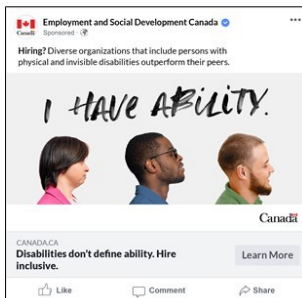 Employment and Social Development Canada
Sponsored ·
Canada
Hiring? Diverse organizations that include persons with
physical and invisible disabilities outperform their peers.
I HAVE ABILITY.
Canada
CANADA.CA
Disabilities don't define ability. Hire
inclusive.
Learn More
Like
Comment
Share